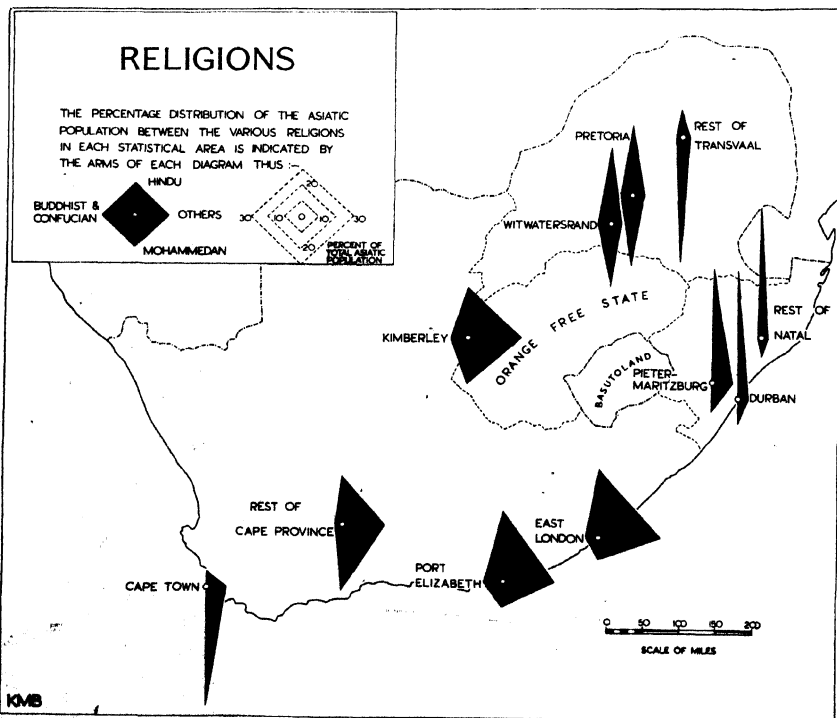 RELIGIONS
THE PERCENTAGE DISTRIBUTION OF THE ASIATIC
POPULATION BETWEEN THE VARIOUS RELIGIONS
IN EACH STATISTICAL AREA IS INDICATED BY
THE ARMS OF EACH DIAGRAM THUS :-
HINDU
BUDDHIST &
CONFUCIAN
OTHERS
MOHAMMEDAN
20
30 10 0 10 30
20
PERCENT OF
TOTAL ASIATIC
POPULATION
PRETORIA
REST OF
TRANSVAAL
WITWATERSRAND
KIMBERLEY
ORANGE FREE STATE
BASUTOLAND
REST OF
NATAL
PIETER-
MARITZBURG
DURBAN
REST OF
CAPE PROVINCE
EAST
LONDON
PORT
ELIZABETH
CAPE TOWN
0 50 100 150 200
SCALE OF MILES
KMB